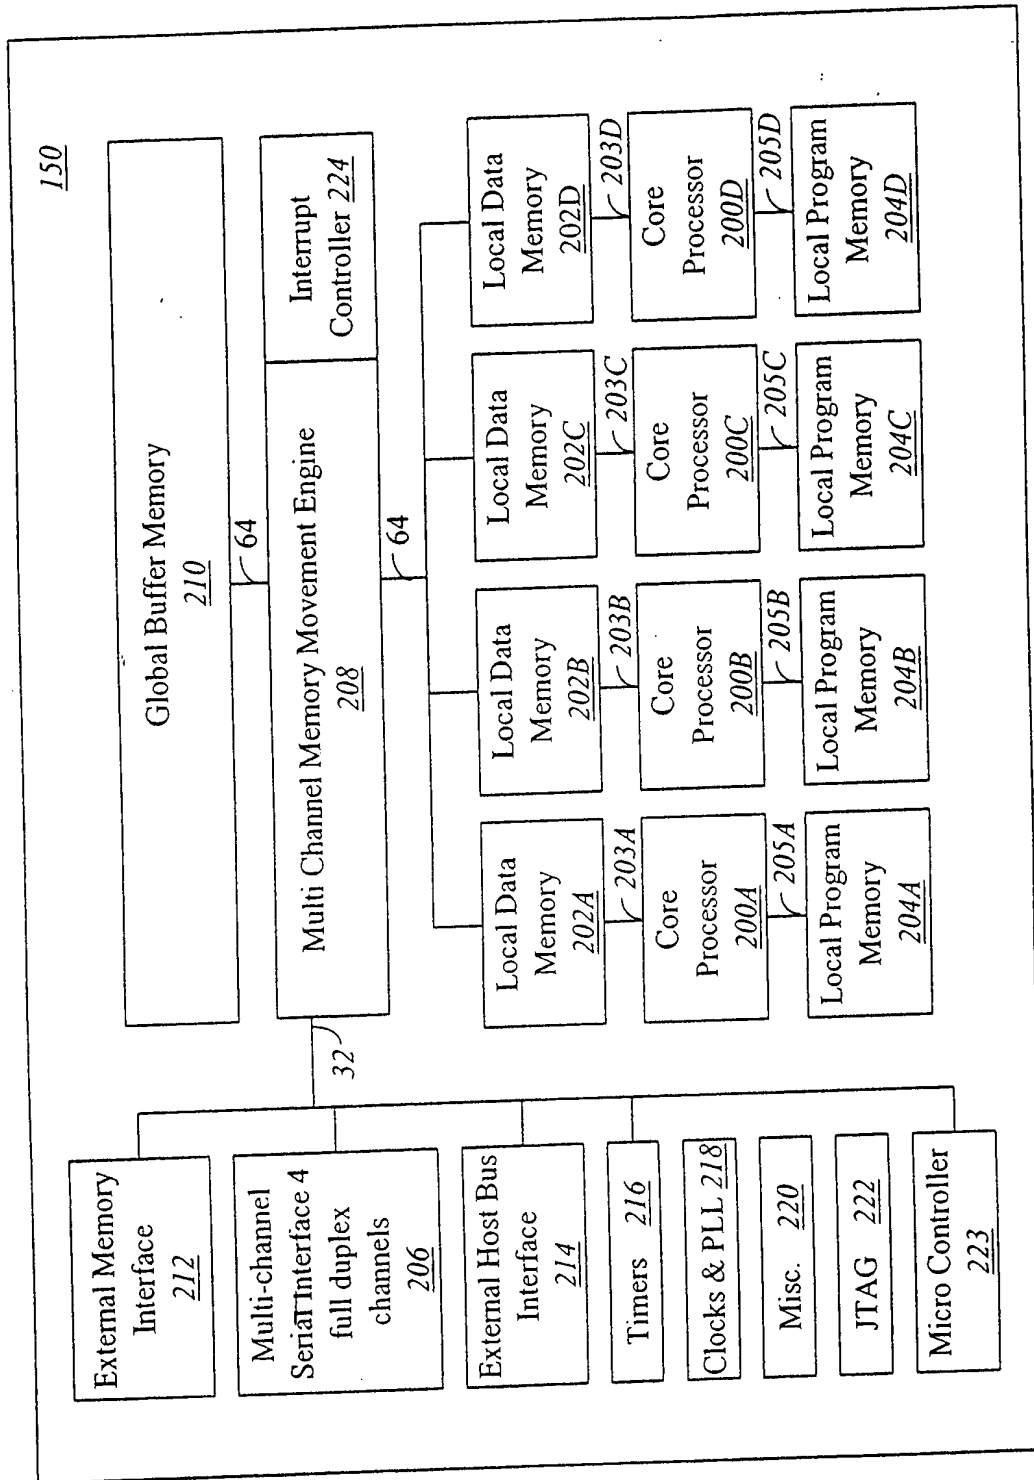 150
External Memory
Interface
212
Multi-channel
Serial Interface 4
full duplex
channels
206
External Host Bus
Interface
214
Timers 216
Clocks & PLL 218
Misc. 220
JTAG 222
Micro Controller
223
32
Global Buffer Memory
210
64
Multi Channel Memory Movement Engine
208
Interrupt
Controller 224
64
Local Data
Memory
202A
203A
Core
Processor
200A
205A
Local Program
Memory
204A
Local Data
Memory
202B
203B
Core
Processor
200B
205B
Local Program
Memory
204B
Local Data
Memory
202C
203C
Core
Processor
200C
205C
Local Program
Memory
204C
Local Data
Memory
202D
203D
Core
Processor
200D
205D
Local Program
Memory
204D